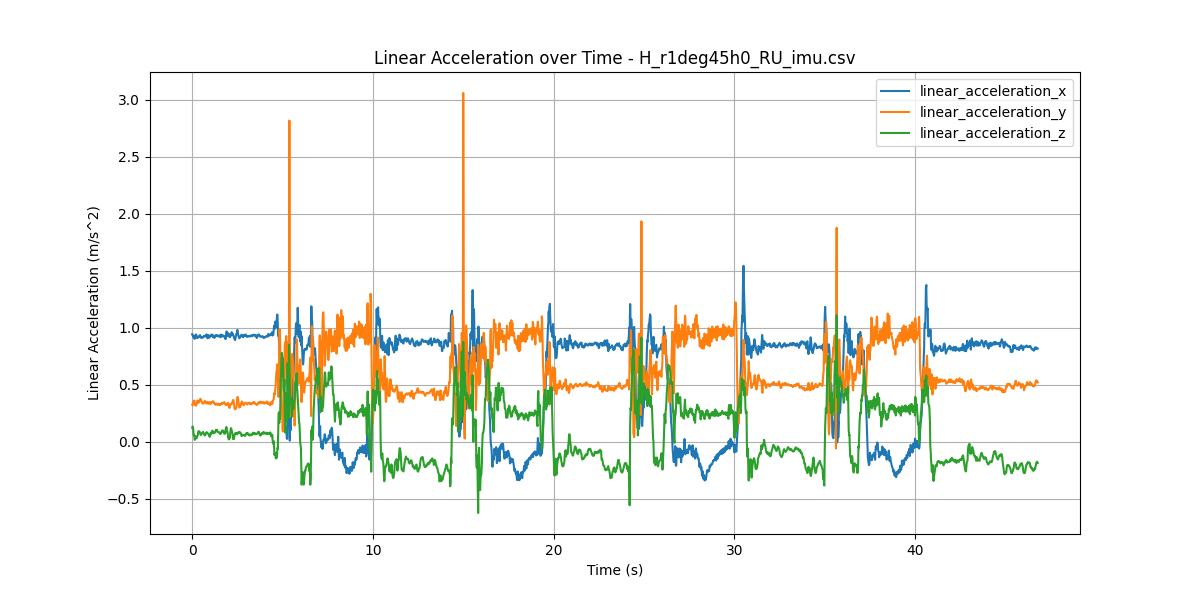 Linear Acceleration over Time - H_r1deg45h0_RU_imu.csv
linear_acceleration_x
linear_acceleration_y
linear_acceleration_z
Linear Acceleration (m/s^2)
3.0
2.5
2.0
1.5
1.0
0.5
0.0
−0.5
0 10 20 30 40
Time (s)